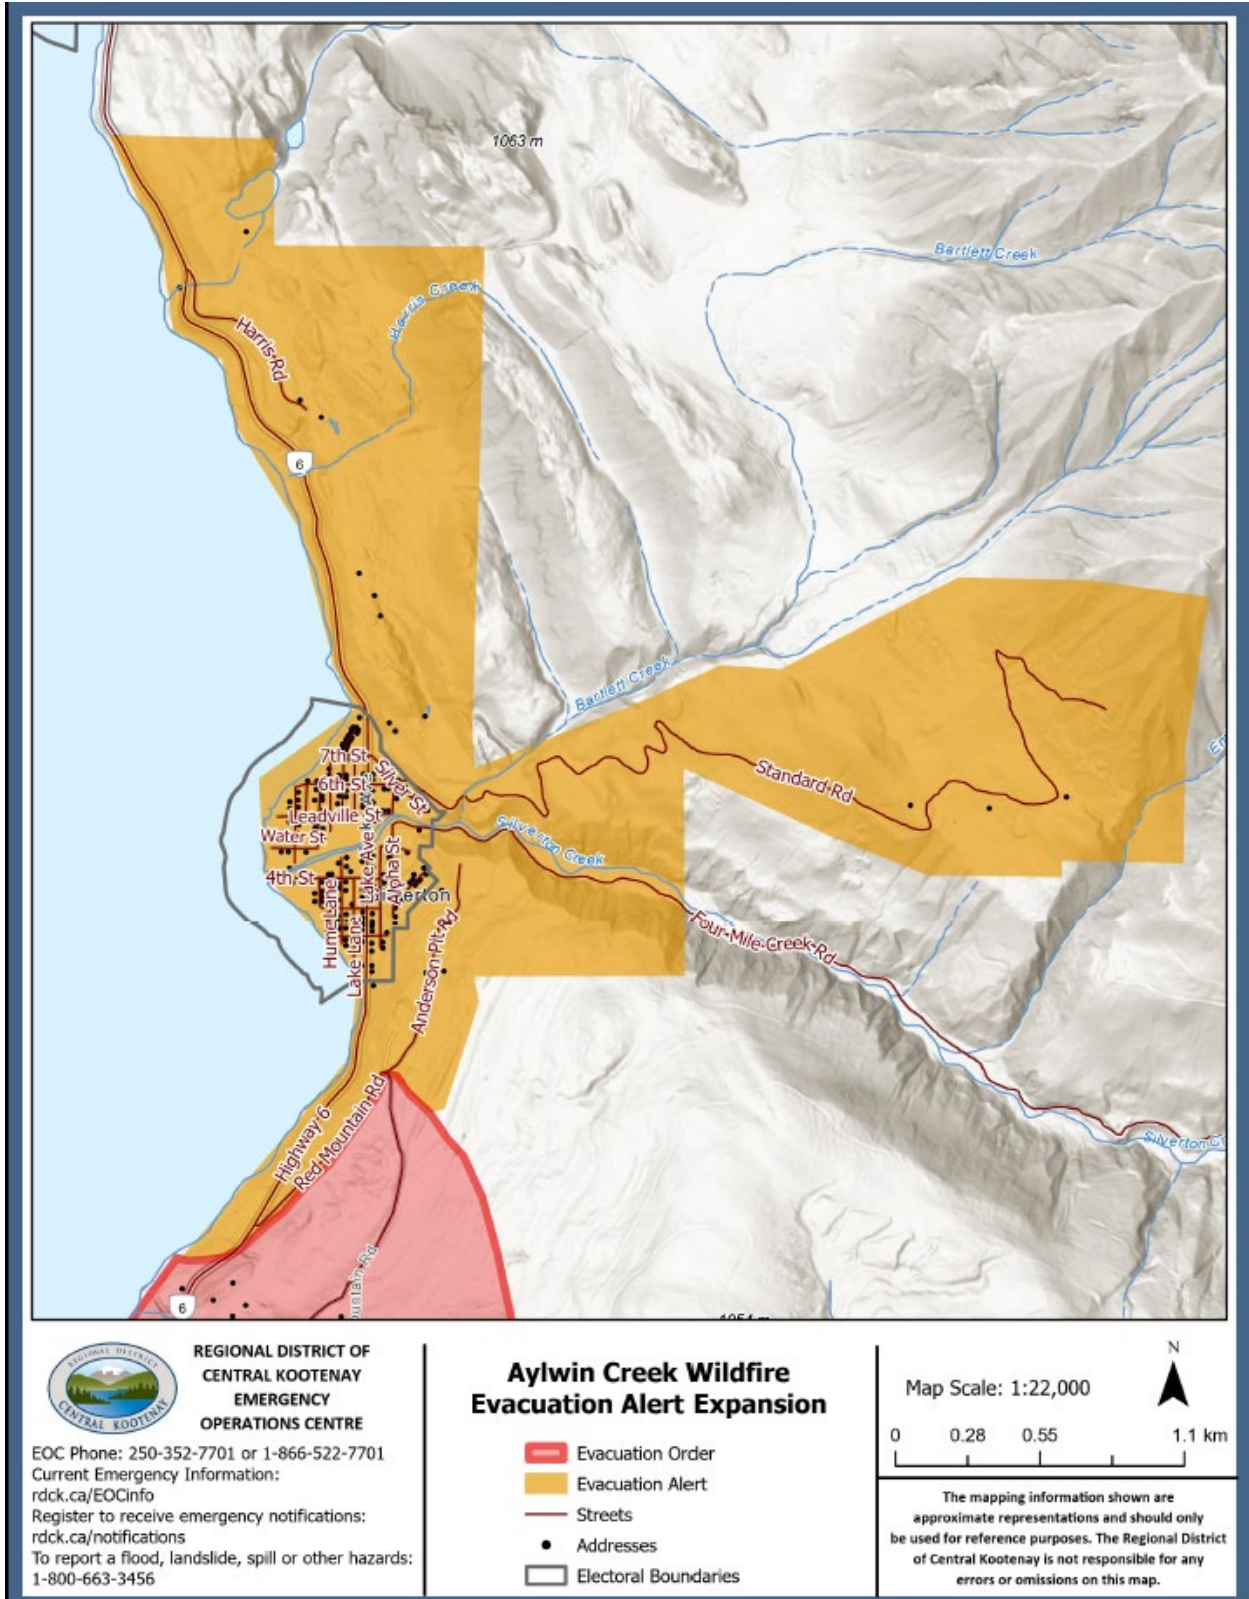 1063 m
Bartlett Creek
Harris Creek
Harris Rd
6
Bartlett Creek
Standard Rd
7th St
Silver St
6th St
Leadville St
Water St
Silverton Creek
4th St
Lake Ave
Alpha St
Hume Lane
Lake Lane
Four Mile Creek Rd
Anderson Pit Rd
Highway 6
Red Mountain Rd
6
REGIONAL DISTRICT OF
CENTRAL KOOTENAY
EMERGENCY
OPERATIONS CENTRE
REGIONAL DISTRICT
CENTRAL KOOTENAY
EOC Phone: 250-352-7701 or 1-866-522-7701
Current Emergency Information:
rdck.ca/EOCinfo
Register to receive emergency notifications:
rdck.ca/notifications
To report a flood, landslide, spill or other hazards:
1-800-663-3456
Aylwin Creek Wildfire
Evacuation Alert Expansion
Evacuation Order
Evacuation Alert
Streets
Addresses
Electoral Boundaries
N
Map Scale: 1:22,000
0 0.28 0.55 1.1 km
The mapping information shown are
approximate representations and should only
be used for reference purposes. The Regional District
of Central Kootenay is not responsible for any
errors or omissions on this map.